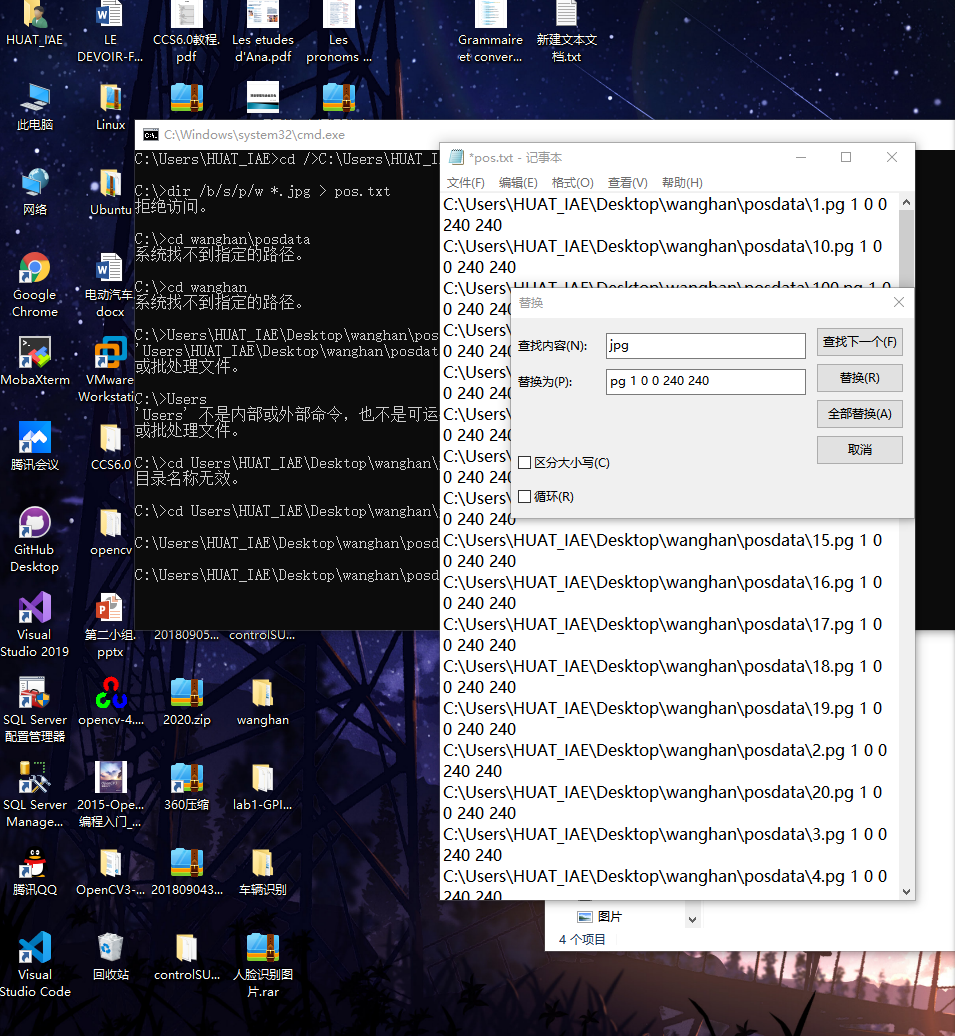 HUAT_IAE
LE DEVOIR-F...
CCS6.0教程.pdf
Les etudes d'Ana.pdf
Les pronoms ...
Grammaire et conver...
新建文本文档.txt
此电脑
Linux
网络
Ubuntu
Google Chrome
电动汽车
docx
MobaXterm
VMware Workstati
腾讯会议
CCS6.0
GitHub Desktop
opencv
Visual Studio 2019
第二小组.pptx
20180905...
controlSU...
SQL Server 配置管理器
opencv-4....
2020.zip
wanghan
SQL Server Manage...
2015-Ope... 编程入门_...
360压缩
lab1-GPI...
腾讯QQ
OpenCV3-...
201809043...
车辆识别
Visual Studio Code
回收站
controlSU...
人脸识别图片.rar
C:\Windows\system32\cmd.exe
C:\Users\HUAT_IAE>cd />C:\Users\HUAT_I
C:\>dir /b/s/p/w *.jpg > pos.txt
拒绝访问。
C:\>cd wanghan\posdata
系统找不到指定的路径。
C:\>cd wanghan
系统找不到指定的路径。
C:\>Users\HUAT_IAE\Desktop\wanghan\pos
'Users\HUAT_IAE\Desktop\wanghan\posdat
或批处理文件。
C:\>Users
'Users' 不是内部或外部命令，也不是可运
或批处理文件。
C:\>cd Users\HUAT_IAE\Desktop\wanghan\
目录名称无效。
C:\>cd Users\HUAT_IAE\Desktop\wanghan\
C:\Users\HUAT_IAE\Desktop\wanghan\posd
C:\Users\HUAT_IAE\Desktop\wanghan\posd
*pos.txt - 记事本
文件(F) 编辑(E) 格式(O) 查看(V) 帮助(H)
C:\Users\HUAT_IAE\Desktop\wanghan\posdata\1.pg 1 0 0
240 240
C:\Users\HUAT_IAE\Desktop\wanghan\posdata\10.pg 1 0
0 240 240
C:\Users\HUAT_IAE\Desktop\wanghan\posdata\100.pg 1 0
0 240 24
C:\Users\
0 240 24
C:\Users\
0 240 24
C:\Users\
0 240 24
C:\Users\
0 240 24
C:\Users\
0 240 240
C:\Users\HUAT_IAE\Desktop\wanghan\posdata\15.pg 1 0
0 240 240
C:\Users\HUAT_IAE\Desktop\wanghan\posdata\16.pg 1 0
0 240 240
C:\Users\HUAT_IAE\Desktop\wanghan\posdata\17.pg 1 0
0 240 240
C:\Users\HUAT_IAE\Desktop\wanghan\posdata\18.pg 1 0
0 240 240
C:\Users\HUAT_IAE\Desktop\wanghan\posdata\19.pg 1 0
0 240 240
C:\Users\HUAT_IAE\Desktop\wanghan\posdata\2.pg 1 0 0
240 240
C:\Users\HUAT_IAE\Desktop\wanghan\posdata\20.pg 1 0
0 240 240
C:\Users\HUAT_IAE\Desktop\wanghan\posdata\3.pg 1 0 0
240 240
C:\Users\HUAT_IAE\Desktop\wanghan\posdata\4.pg 1 0 0
240 240
替换
查找内容(N): jpg
查找下一个(F)
替换为(P): pg 1 0 0 240 240
替换(R)
全部替换(A)
取消
区分大小写(C)
循环(R)
图片
4 个项目